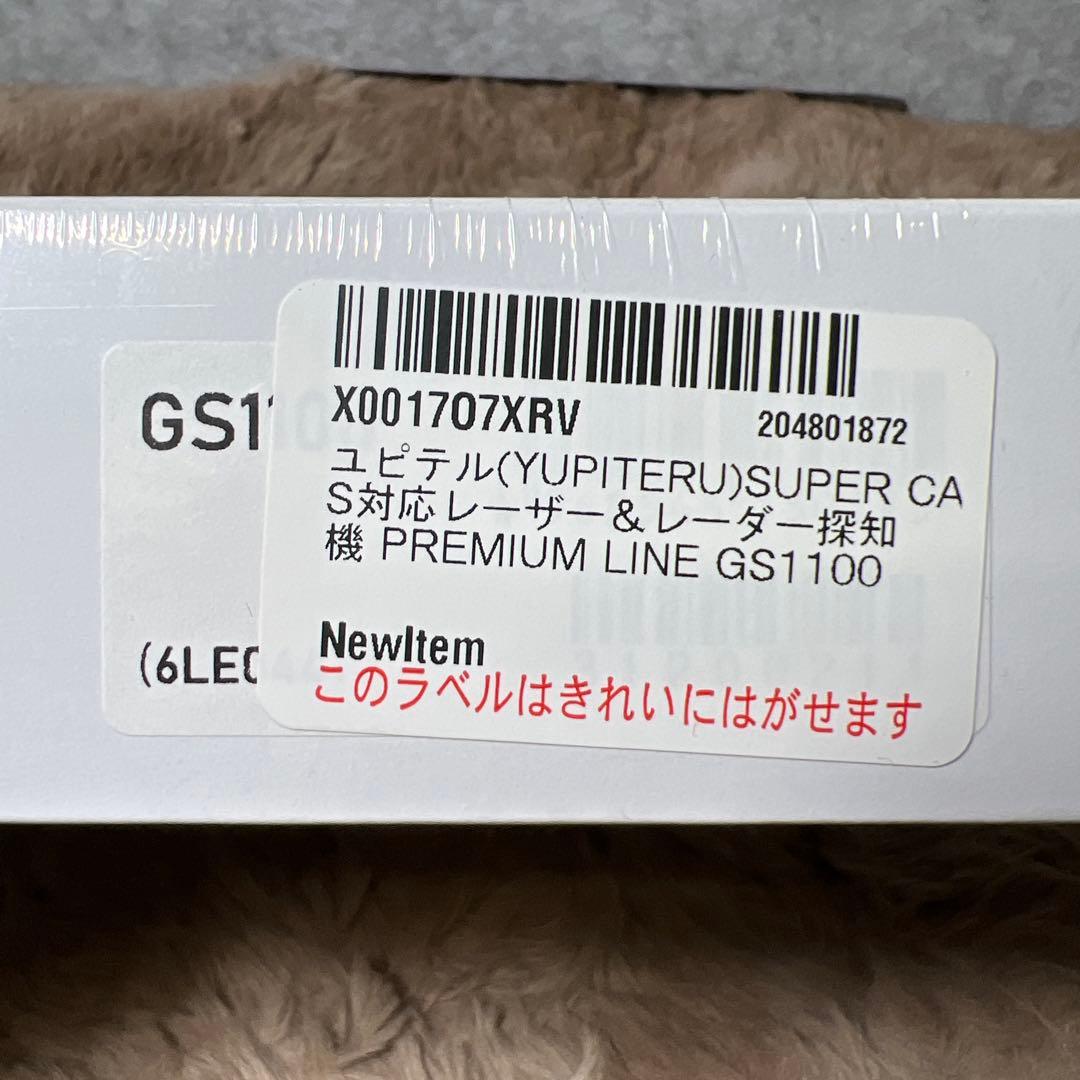 GS11
X001707XRV 204801872
ユピテル(YUPITERU)SUPER CA
S対応レーザー&レーダー探知
機 PREMIUM LINE GS1100
NewItem
(6LE
このラベルはきれいにはがせます